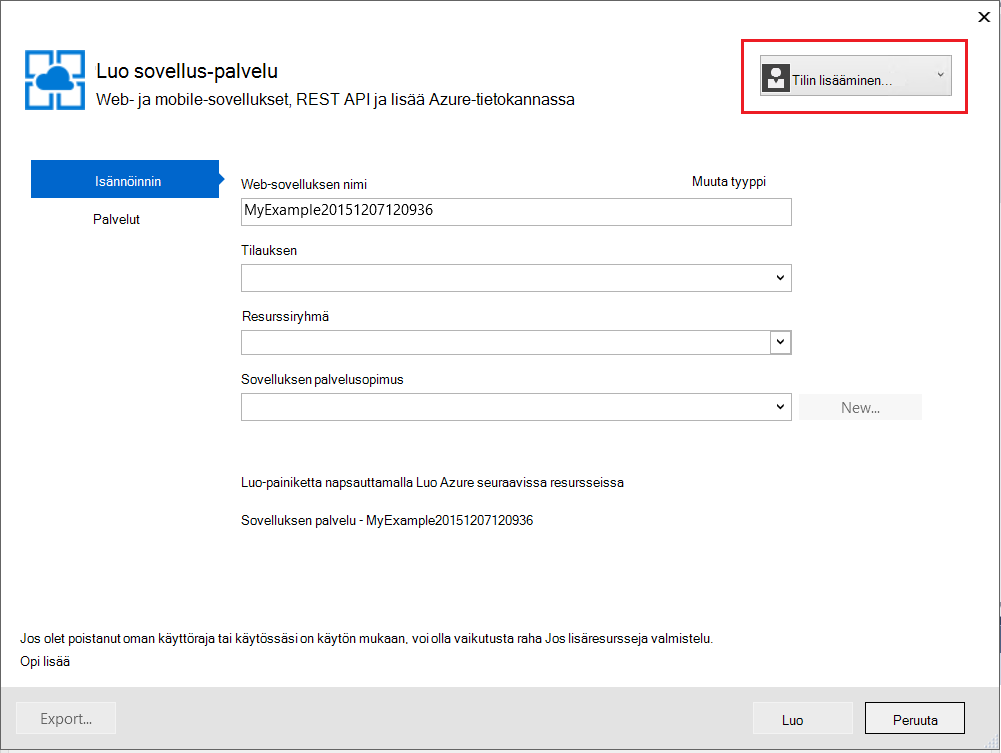 Luo sovellus-palvelu
Web- ja mobile-sovellukset, REST API ja lisää Azure-tietokannassa
Tilin lisääminen...
Isännöinnin
Palvelut
Web-sovelluksen nimi
Muuta tyyppi
MyExample20151207120936
Tilauksen
Resurssiryhmä
Sovelluksen palvelusopimus
New...
Luo-painiketta napsauttamalla Luo Azure seuraavissa resursseissa
Sovelluksen palvelu - MyExample20151207120936
Jos olet poistanut oman käyttöraja tai käytössäsi on käytön mukaan, voi olla vaikutusta raha Jos lisäresursseja valmistelu.
Opi lisää
Export...
Luo
Peruuta